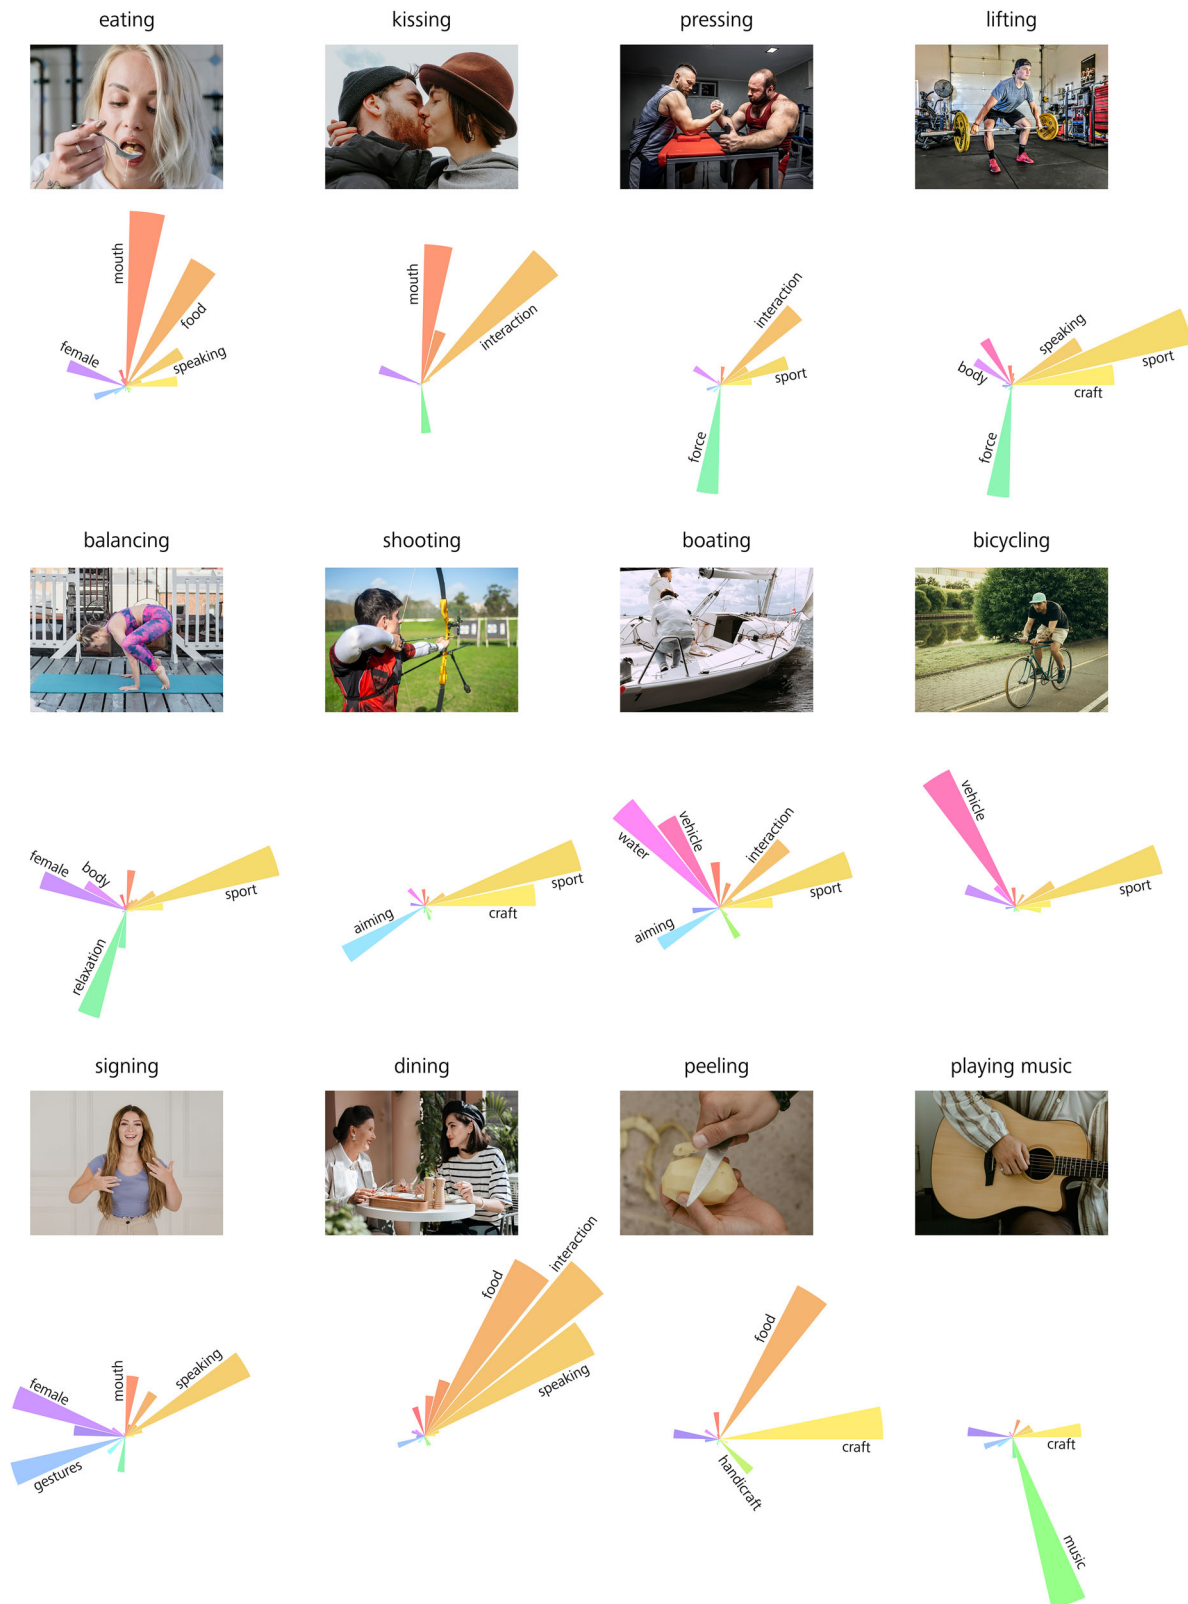 eating
kissing
pressing
lifting
mouth
food
female
speaking
mouth
interaction
interaction
sport
force
speaking
sport
body
craft
force
balancing
shooting
boating
bicycling
female
body
sport
relaxation
aiming
sport
craft
water
vehicle
interaction
sport
aiming
vehicle
sport
signing
dining
peeling
playing music
female
mouth
speaking
gestures
food
interaction
speaking
food
craft
handicraft
craft
music